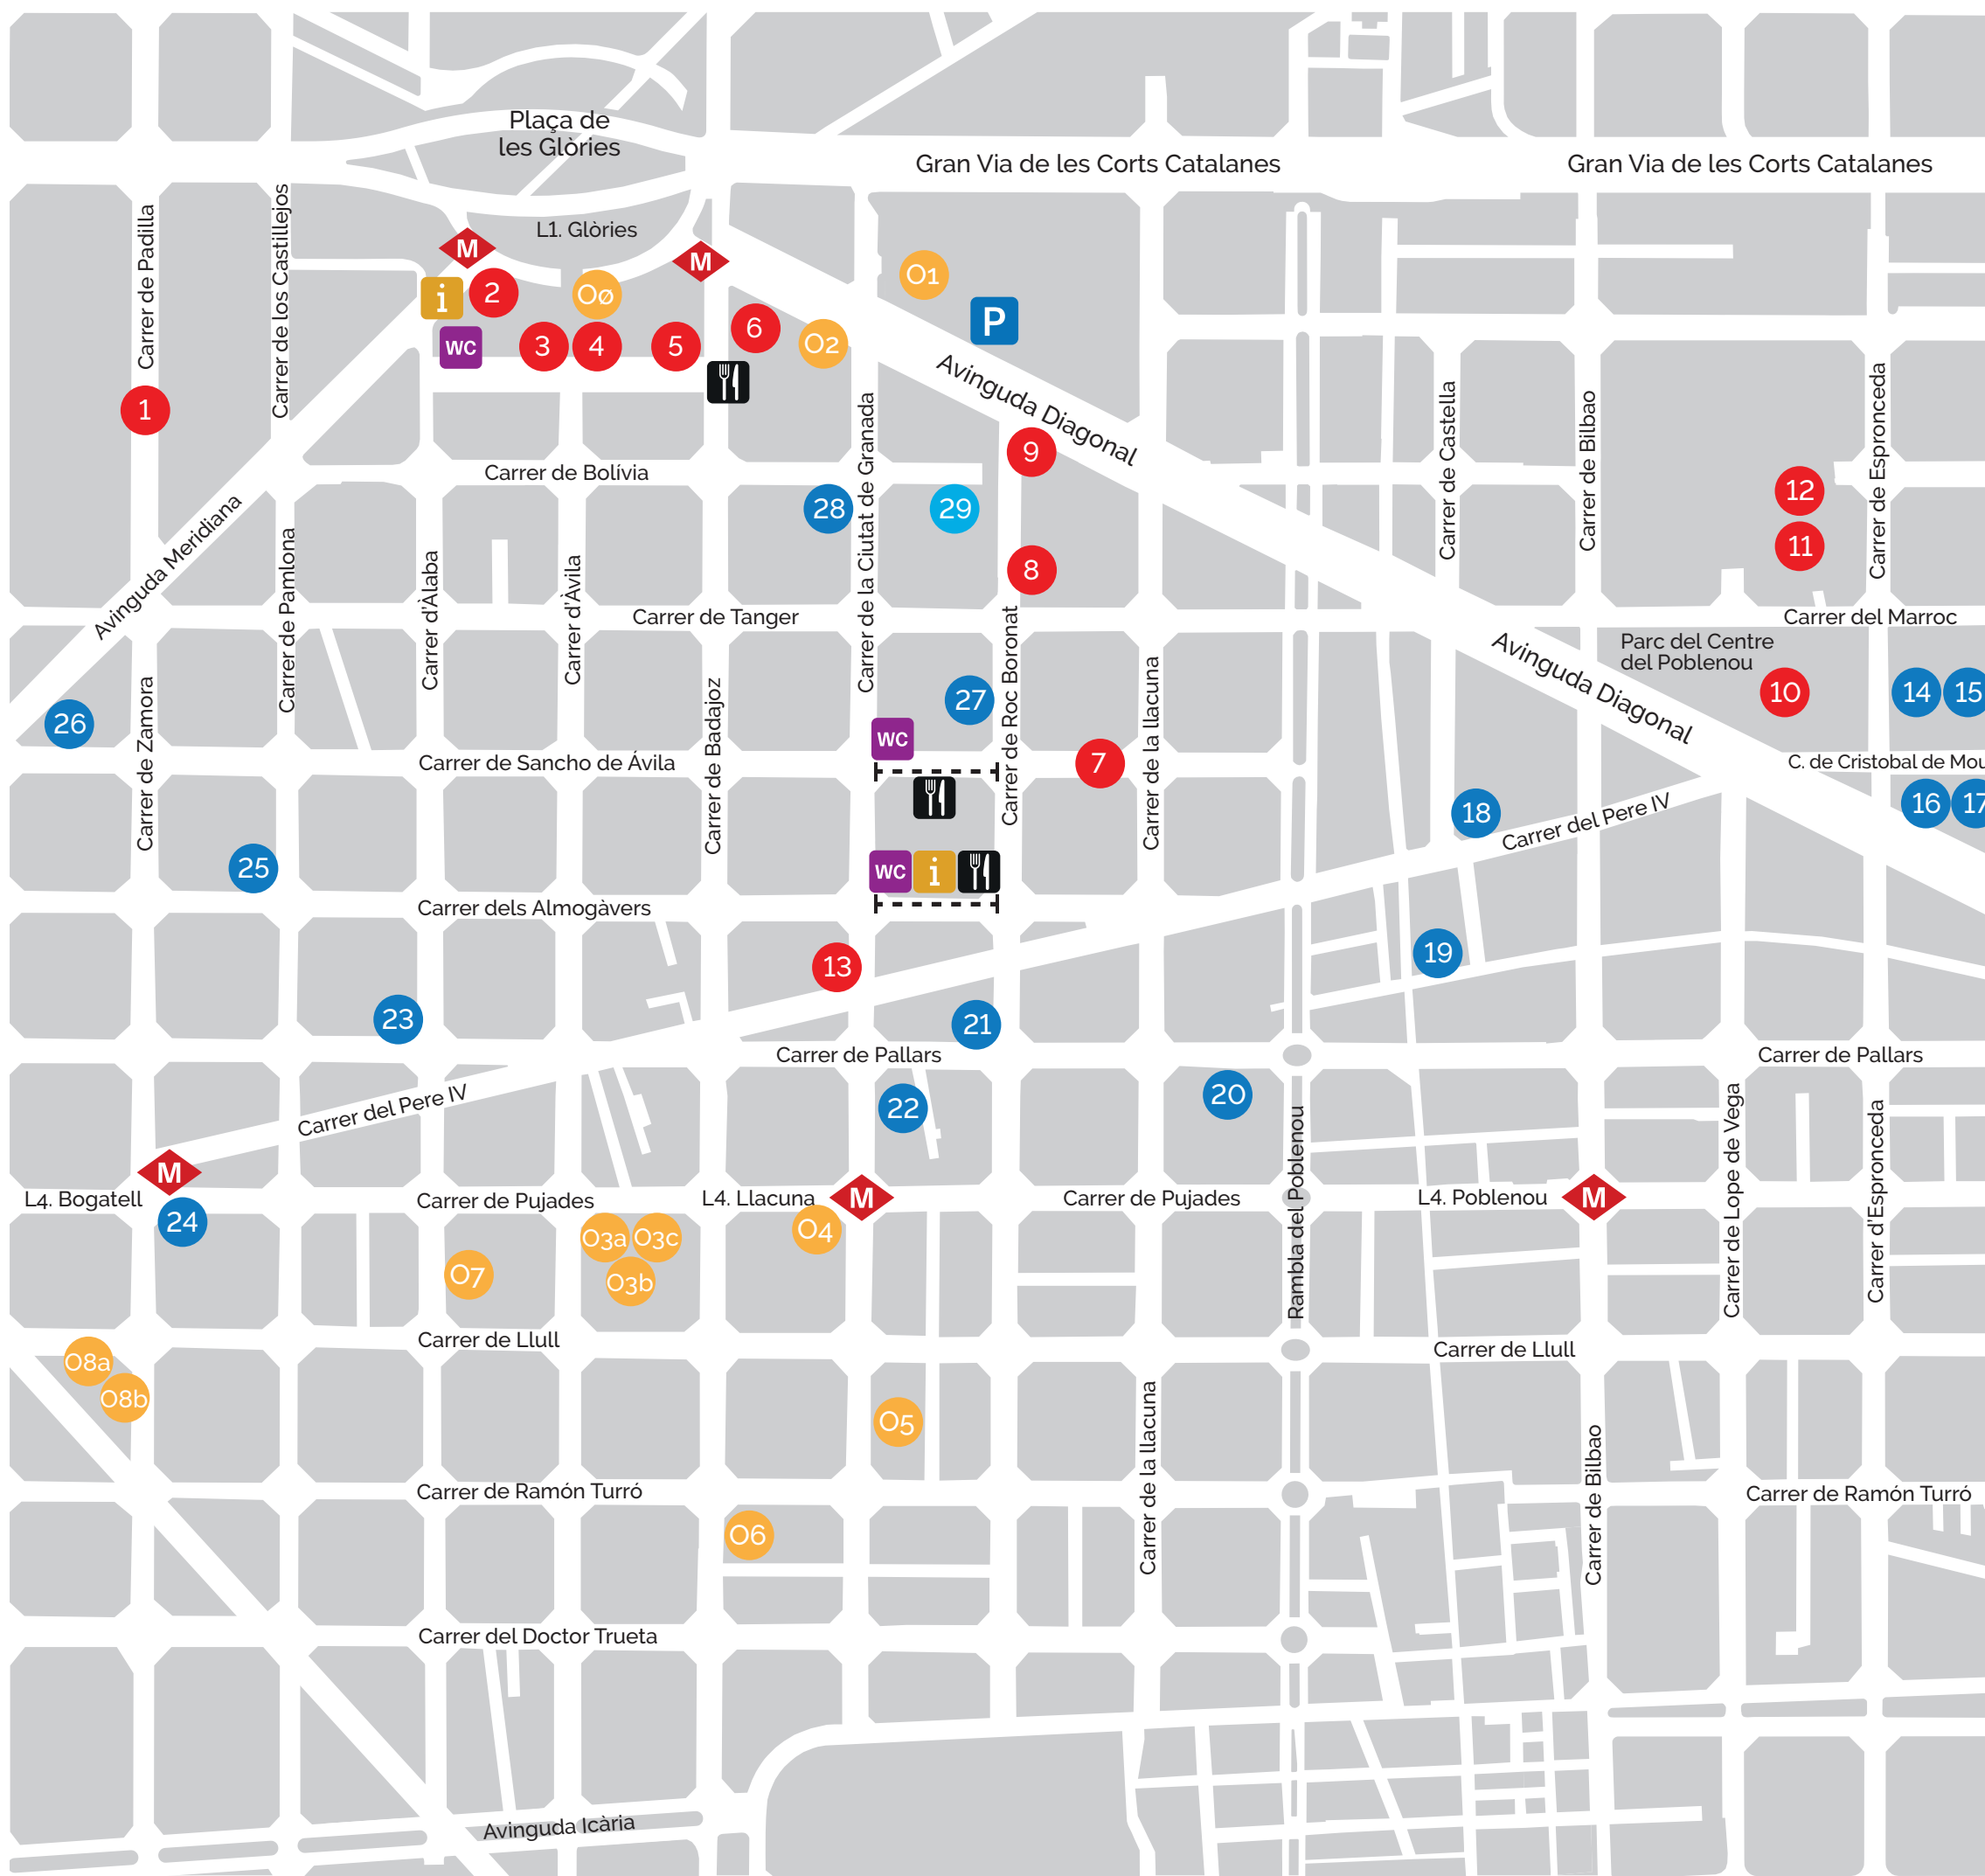 Plaça de
les Glòries
Gran Via de les Corts Catalanes
Gran Via de les Corts Catalanes
L1. Glòries
M
M
i
2
Oø
O1
WC
3
4
5
6
O2
P
Carrer de Padilla
Carrer de los Castillejos
1
Avinguda Diagonal
Carrer de Bolívia
9
28
29
8
Carrer de la Ciutat de Granada
Carrer de Castella
Carrer de Bilbao
Carrer de Espronceda
12
11
Avinguda Meridiana
Carrer de Pamlona
Carrer d'Àlaba
Carrer d'Àvila
Carrer de Tanger
Carrer del Marroc
Parc del Centre
del Poblenou
Avinguda Diagonal
10
14
15
26
Carrer de Zamora
Carrer de Badajoz
27
WC
Carrer de Roc Boronat
Carrer de la llacuna
7
Carrer de Sancho de Ávila
C. de Cristobal de Mou
16
17
18
Carrer del Pere IV
25
WC
i
Carrer dels Almogàvers
13
19
23
21
Carrer de Pallars
Carrer de Pallars
Carrer del Pere IV
22
20
Rambla del Poblenou
Carrer de Lope de Vega
Carrer d'Espronceda
M
L4. Bogatell
24
Carrer de Pujades
L4. Llacuna
M
Carrer de Pujades
L4. Poblenou
M
O3a
O3c
O3b
O4
O7
Carrer de Llull
Carrer de Llull
O8a
O8b
O5
Carrer de la llacuna
Carrer de Bilbao
Carrer de Ramón Turró
Carrer de Ramón Turró
O6
Carrer del Doctor Trueta
Avinguda Icària